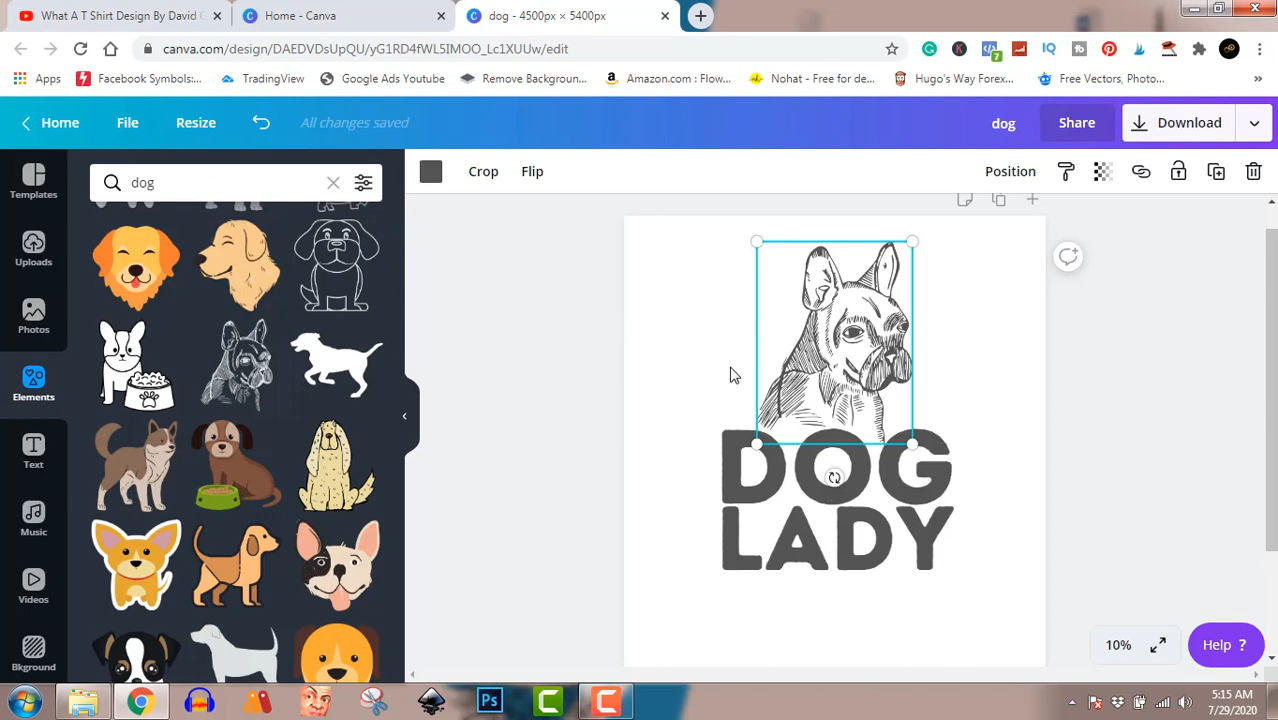 What A T Shirt Design By David C
Home - Canva
dog - 4500px × 5400px
canva.com/design/DAEDVDsUpQU/yG1RD4fWL5IMOO_Lc1XUUw/edit
Apps
Facebook Symbols:...
TradingView
Google Ads Youtube
Remove Backgroun...
Amazon.com : Flow...
Nohat - Free for de...
Hugo's Way Forex...
Free Vectors, Photo...
Home
File
Resize
All changes saved
dog
Share
Download
Templates
dog
Crop
Flip
Position
Uploads
Photos
Elements
Text
Music
Videos
Bkground
DOG
LADY
10%
Help ?
5:15 AM
7/29/2020